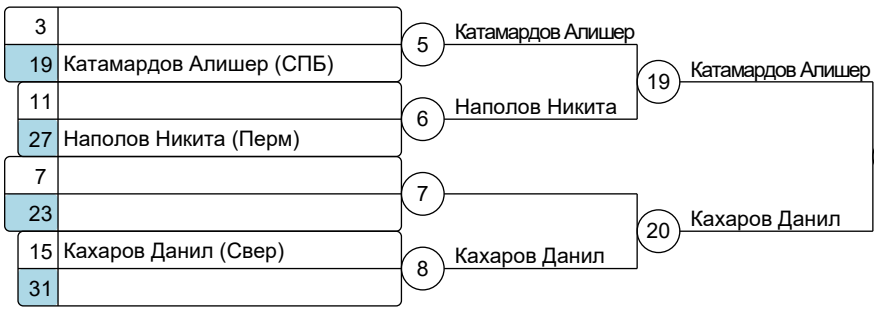 3
19 Катамардов Алишер (СПБ)
11
27 Наполов Никита (Перм)
7
23
15 Кахаров Данил (Свер)
31
5
Катамардов Алишер
6
Наполов Никита
7
8
Кахаров Данил
19
Катамардов Алишер
20
Кахаров Данил